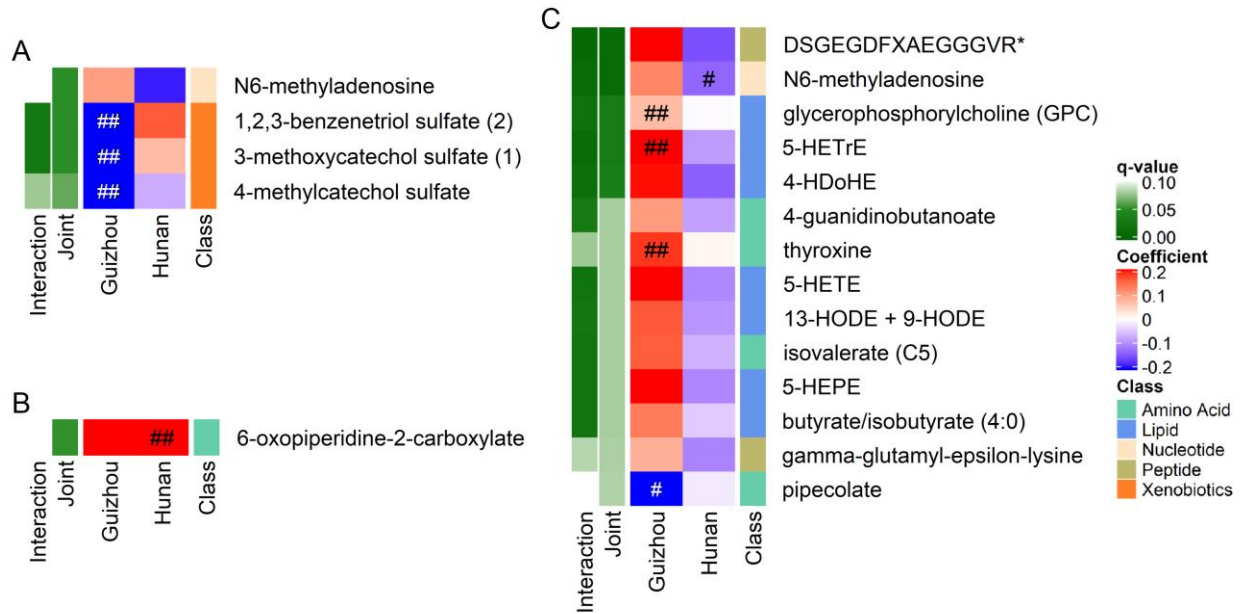 A
N6-methyladenosine
## 1,2,3-benzenetriol sulfate (2)
## 3-methoxycatechol sulfate (1)
## 4-methylcatechol sulfate
Interaction Joint Guizhou Hunan Class
B
## 6-oxopiperidine-2-carboxylate
Interaction Joint Guizhou Hunan Class
C
DSGEGDFXAEGGGVR*
# N6-methyladenosine
## glycerophosphorylcholine (GPC)
## 5-HETrE
4-HDoHE
4-guanidinobutanoate
## thyroxine
5-HETE
13-HODE + 9-HODE
isovalerate (C5)
5-HEPE
butyrate/isobutyrate (4:0)
gamma-glutamyl-epsilon-lysine
# pipecolate
Interaction Joint Guizhou Hunan Class
q-value
0.10
0.05
0.00
Coefficient
0.2
0.1
0
-0.1
-0.2
Class
Amino Acid
Lipid
Nucleotide
Peptide
Xenobiotics